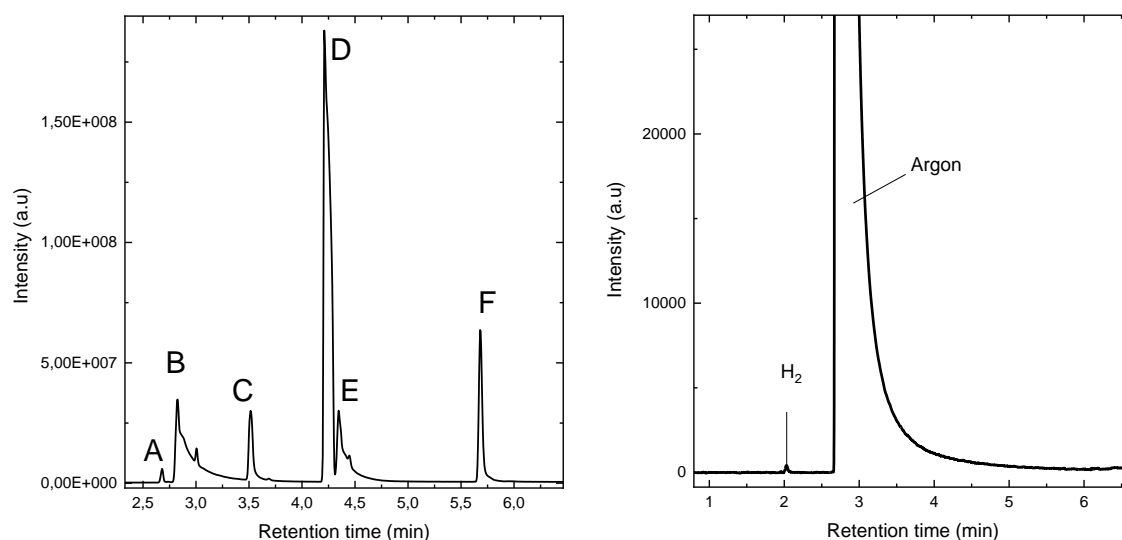 D
F
B
E
C
A
1,50E+008
1,00E+008
5,00E+007
0,00E+000
2,5 3,0 3,5 4,0 4,5 5,0 5,5 6,0
Retention time (min)
Intensity (a.u)
Argon
H2
20000
10000
0
1 2 3 4 5 6
Retention time (min)
Intensity (a.u)